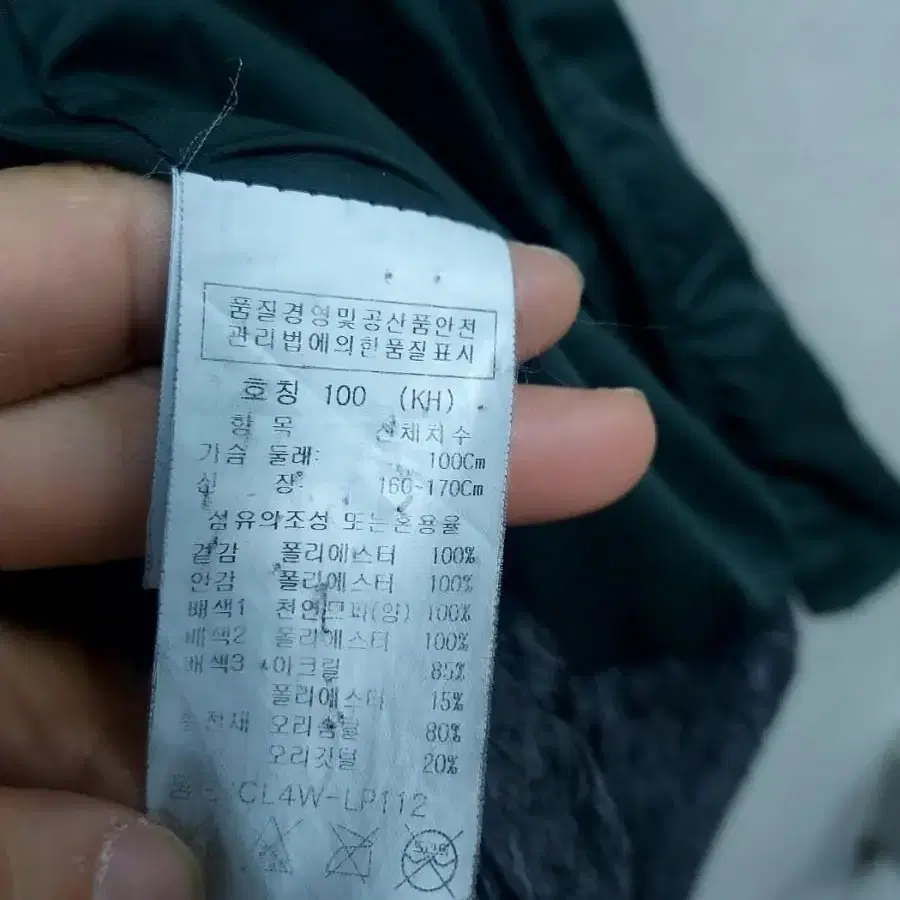 품질경영및공산품안전
관리법에의한품질표시
호칭 100 (KH)
항 목 신체치수
가슴 둘레: 100Cm
신 장: 160~170Cm
섬유의조성 또는혼용율
겉감 폴리에스터 100%
안감 폴리에스터 100%
배색1 천연모피(양) 100%
배색2 폴리에스터 100%
배색3 아크릴 85%
폴리에스터 15%
충전재 오리솜털 80%
오리깃털 20%
CL4W-LP112